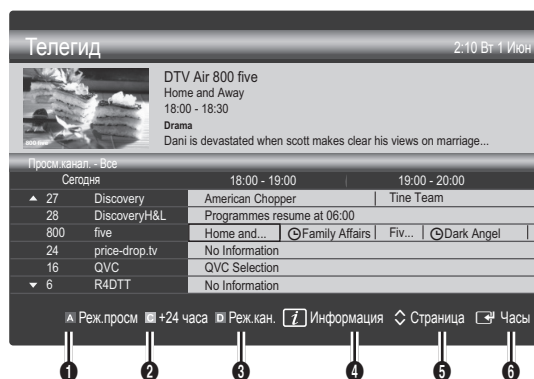 Телегид 2:10 Вт 1 Июн
DTV Air 800 five
Home and Away
18:00 - 18:30
Drama
Dani is devastated when scott makes clear his views on marriage...
800 five
Просм.канал. - Все
Сегодня 18:00 - 19:00 19:00 - 20:00
▲ 27 Discovery American Chopper Tine Team
28 DiscoveryH&L Programmes resume at 06:00
800 five Home and... Family Affairs Fiv... Dark Angel
24 price-drop.tv No Information
16 QVC QVC Selection
▼ 6 R4DTT No Information
A Реж.просм C +24 часа D Реж.кан. i Информация Страница Часы
1 2 3 4 5 6